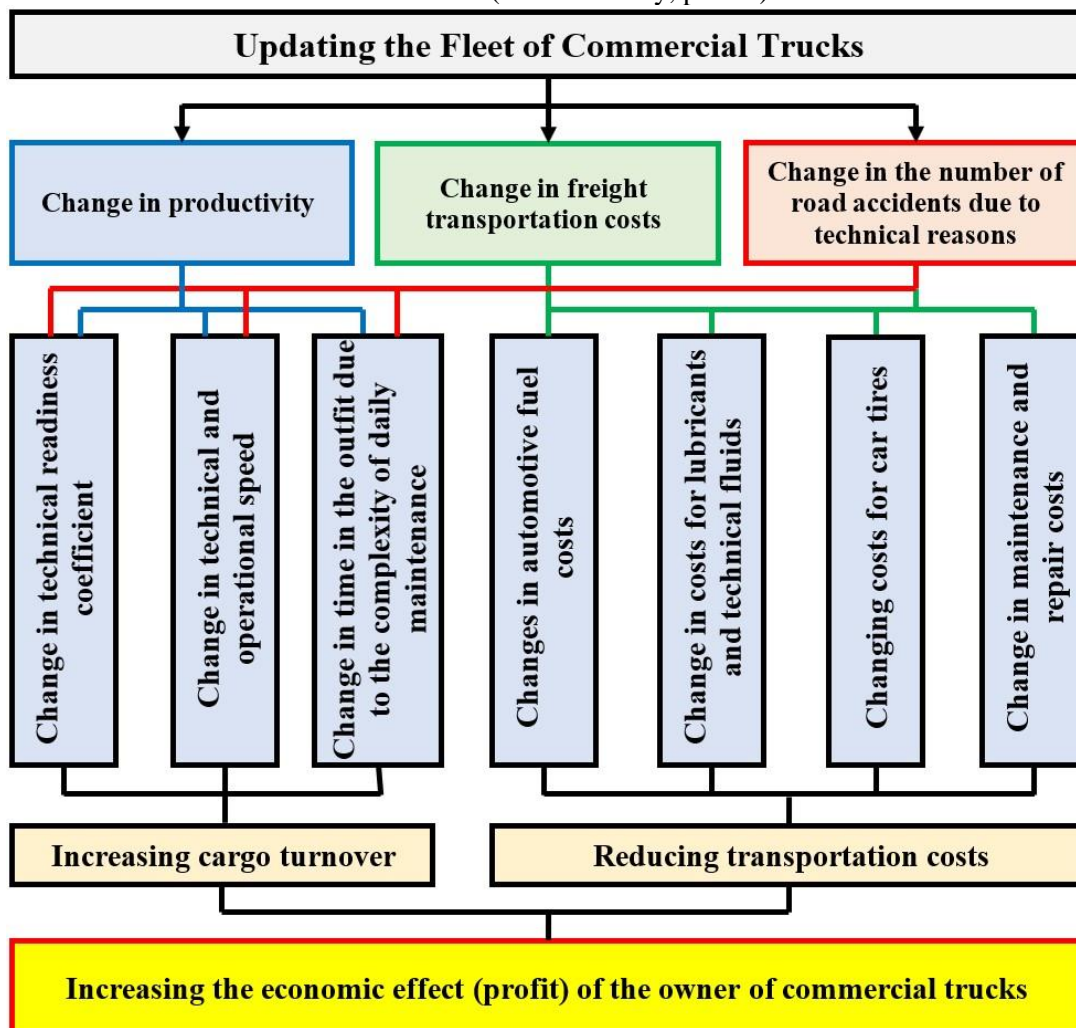 Updating the Fleet of Commercial Trucks
Change in productivity
Change in freight
transportation costs
Change in the number of
road accidents due to
technical reasons
Change in technical readiness
coefficient
Change in technical and
operational speed
Change in time in the outfit due
to the complexity of daily
maintenance
Changes in automotive fuel
costs
Change in costs for lubricants
and technical fluids
Changing costs for car tires
Change in maintenance and
repair costs
Increasing cargo turnover
Reducing transportation costs
Increasing the economic effect (profit) of the owner of commercial trucks